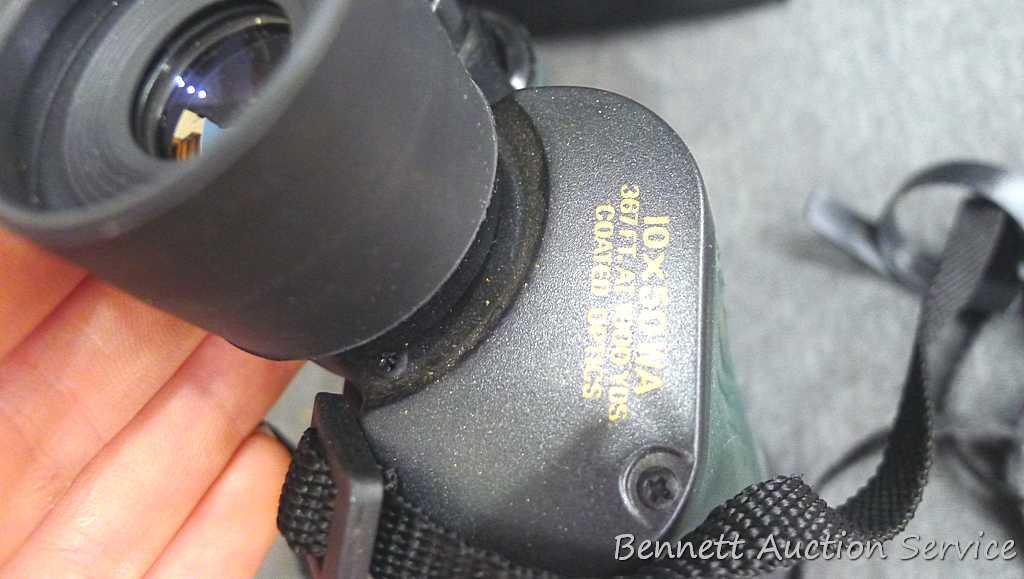 10x50 WA
367FT. AT 1000 YDS.
COATED OPTICS
Bennett Auction Service